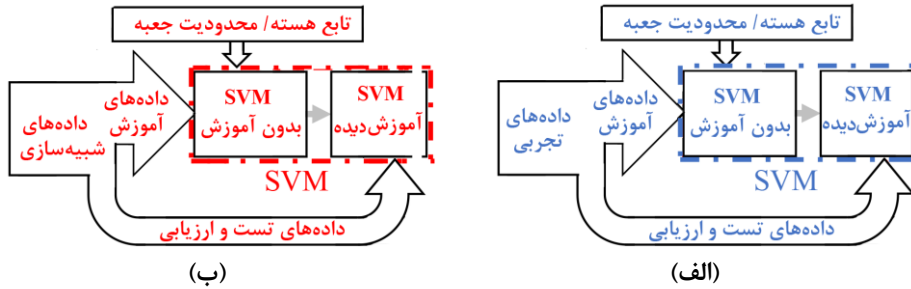 تابع هسته/ محدودیت جعبه
داده‌های
تجربی
داده‌های
آموزش
SVM
بدون آموزش
SVM
آموزش‌دیده
SVM
داده‌های تست و ارزیابی
(الف)
تابع هسته/ محدودیت جعبه
داده‌های
شبیه‌سازی
داده‌های
آموزش
SVM
بدون آموزش
SVM
آموزش‌دیده
SVM
داده‌های تست و ارزیابی
(ب)